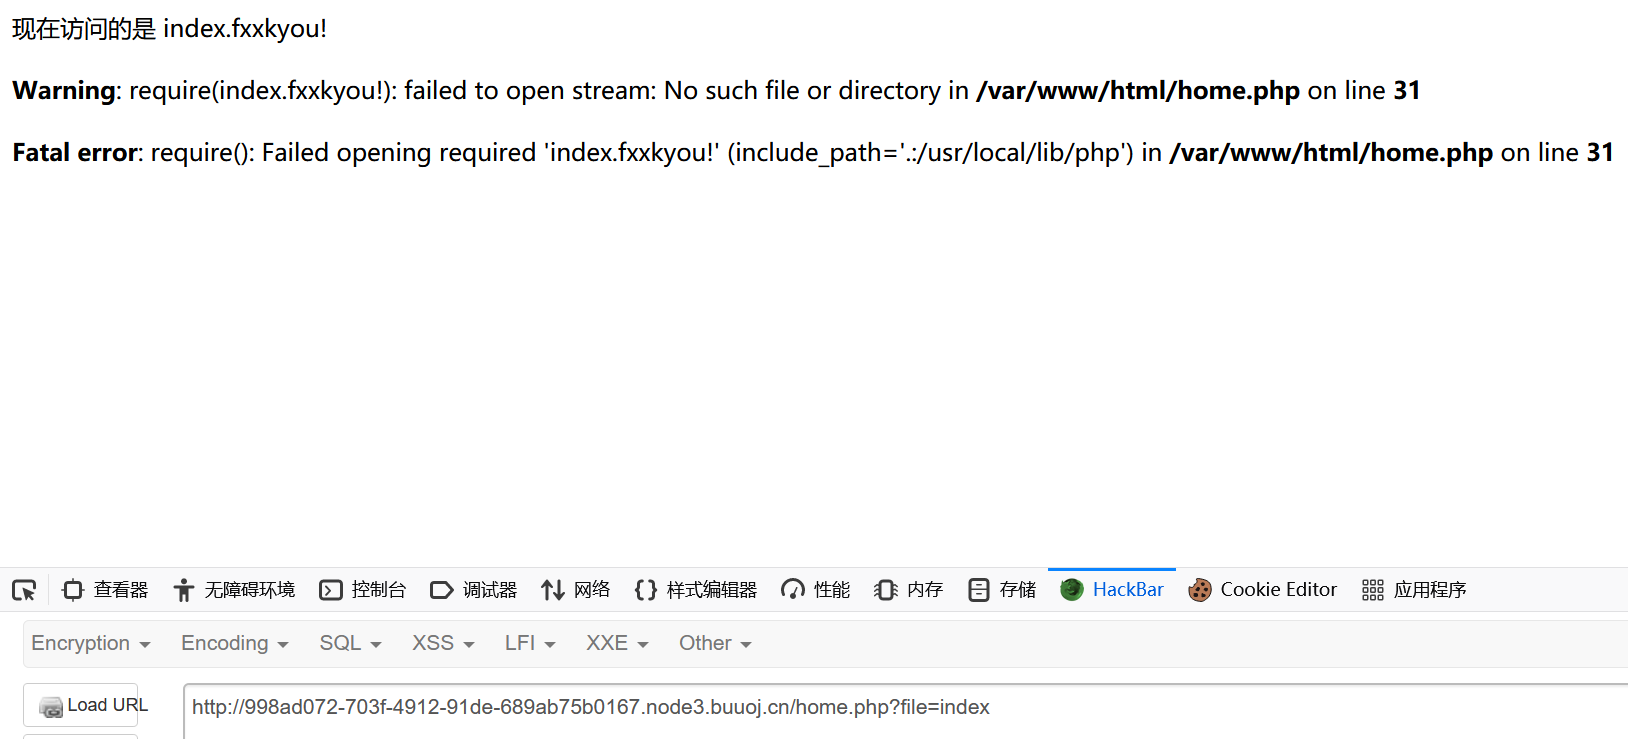 现在访问的是 index.fxxkyou!
Warning: require(index.fxxkyou!): failed to open stream: No such file or directory in /var/www/html/home.php on line 31
Fatal error: require(): Failed opening required 'index.fxxkyou!' (include_path='.:/usr/local/lib/php') in /var/www/html/home.php on line 31
查看器 无障碍环境 控制台 调试器 网络 样式编辑器 性能 内存 存储 HackBar Cookie Editor 应用程序
Encryption Encoding SQL XSS LFI XXE Other
Load URL http://998ad072-703f-4912-91de-689ab75b0167.node3.buuoj.cn/home.php?file=index